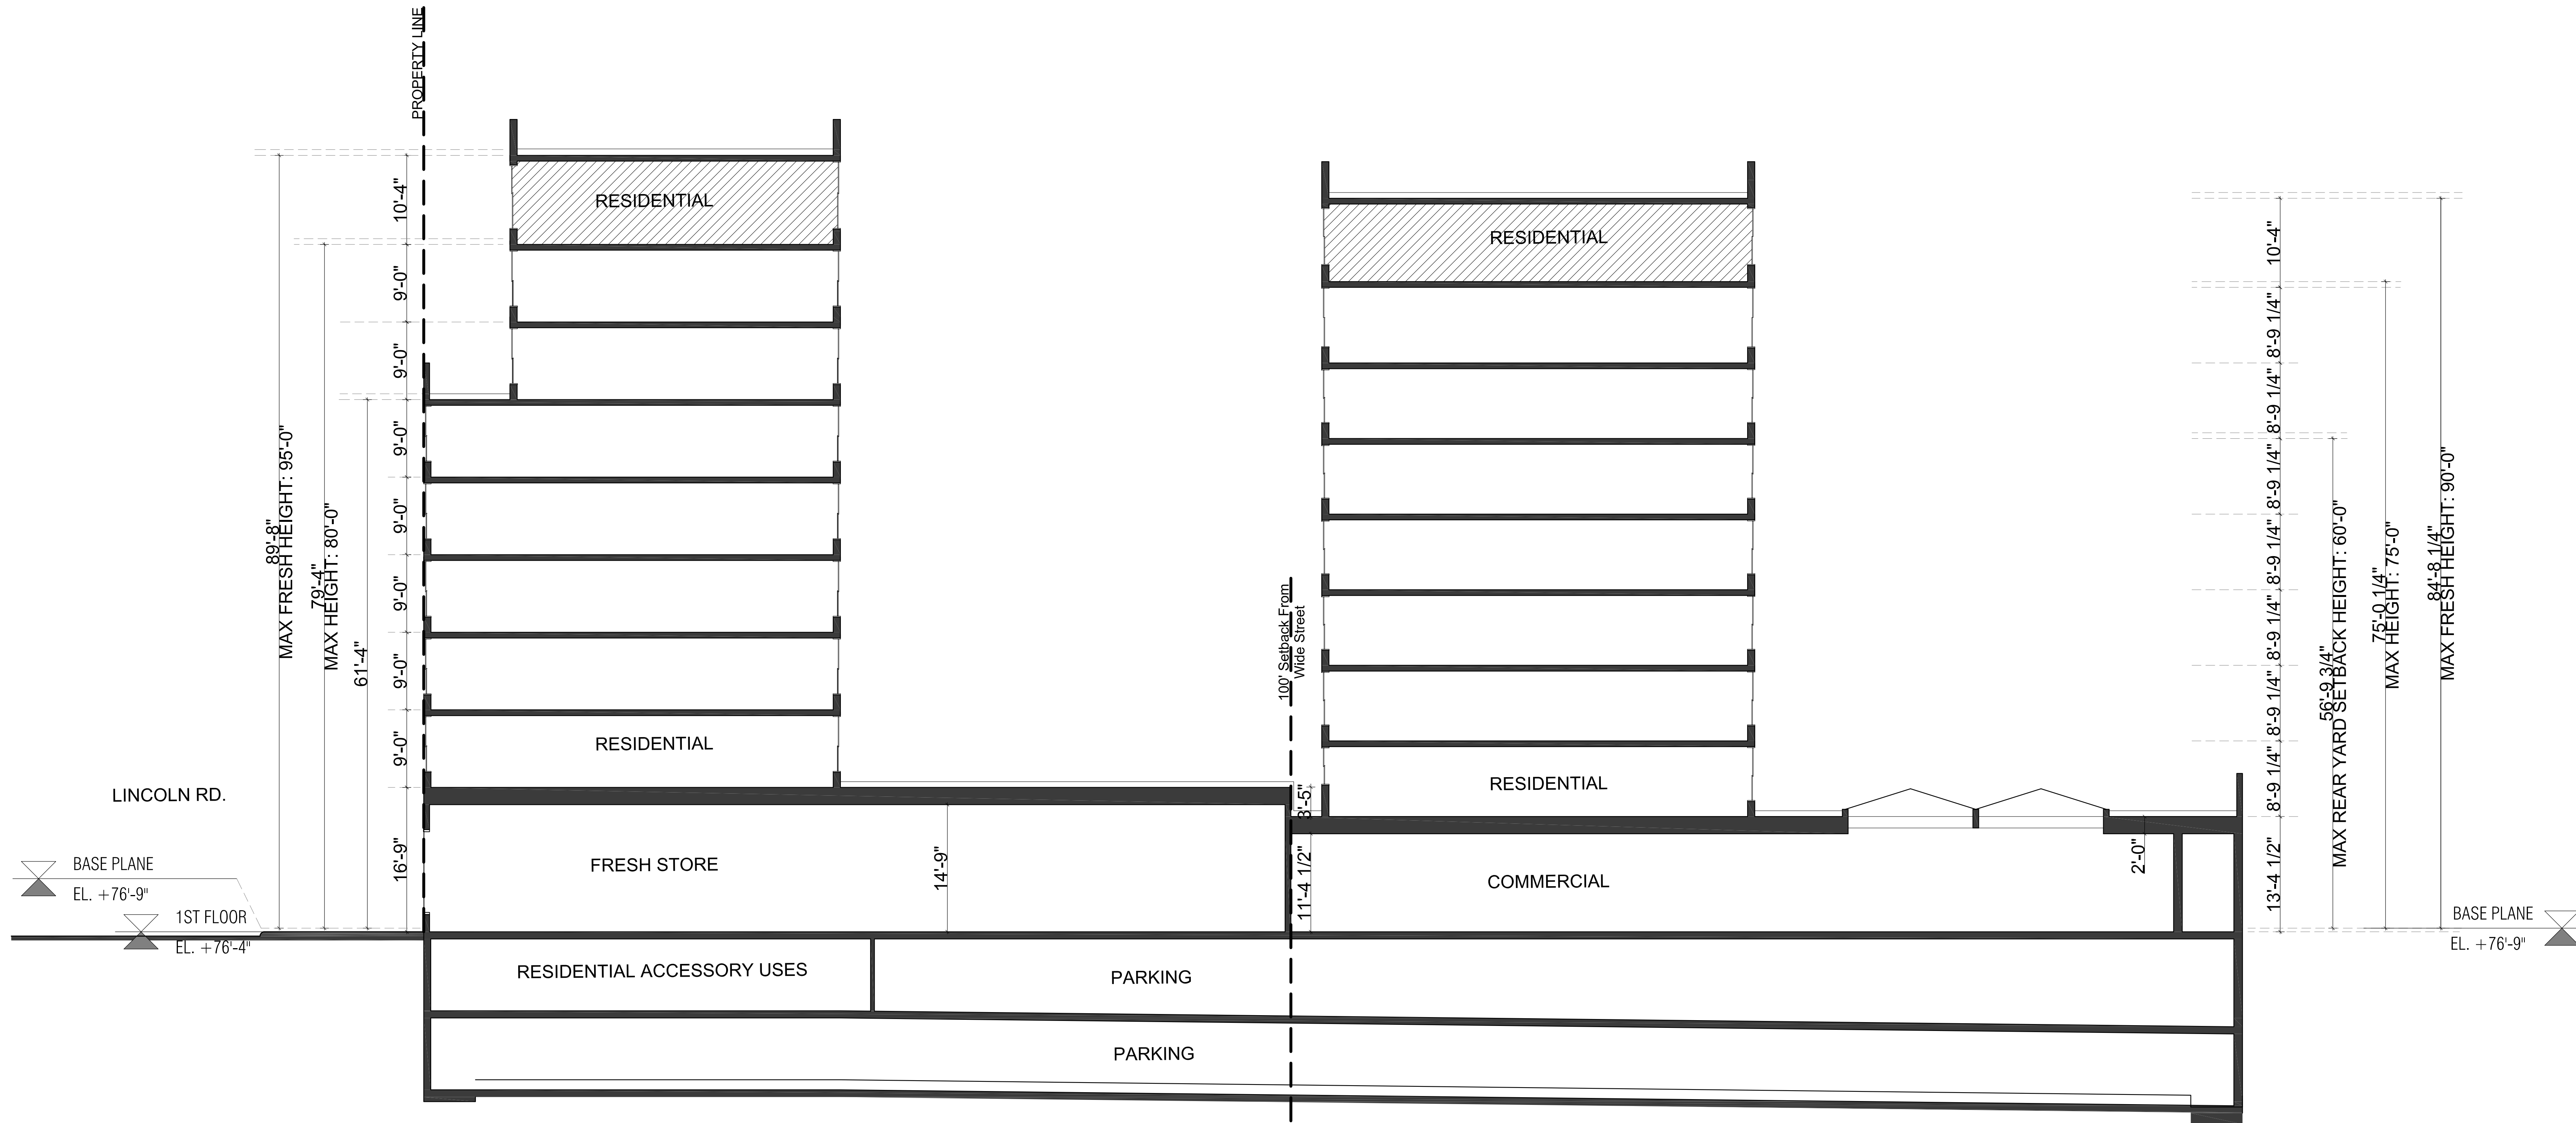 PROPERTY LINE
RESIDENTIAL
RESIDENTIAL
10'-4"
9'-0"
9'-0"
9'-0"
9'-0"
9'-0"
9'-0"
9'-0"
16'-9"
89'-8"
MAX FRESH HEIGHT: 95'-0"
79'-4"
MAX HEIGHT: 80'-0"
61'-4"
RESIDENTIAL
RESIDENTIAL
LINCOLN RD.
BASE PLANE
EL. +76'-9"
1ST FLOOR
EL. +76'-4"
FRESH STORE
14'-9"
100' Setback From
Wide Street
3'-5"
11'-4 1/2"
COMMERCIAL
2'-0"
10'-4"
8'-9 1/4"
8'-9 1/4"
8'-9 1/4"
8'-9 1/4"
8'-9 1/4"
8'-9 1/4"
8'-9 1/4"
13'-4 1/2"
56'-9 3/4"
MAX REAR YARD SETBACK HEIGHT: 60'-0"
75'-0 1/4"
MAX HEIGHT: 75'-0"
84'-8 1/4"
MAX FRESH HEIGHT: 90'-0"
BASE PLANE
EL. +76'-9"
RESIDENTIAL ACCESSORY USES
PARKING
PARKING